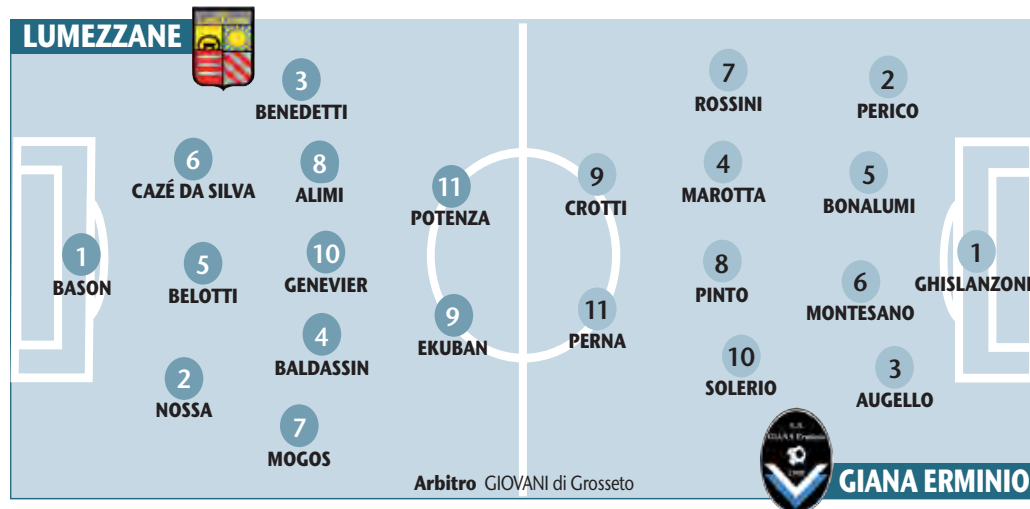 LUMEZZANE
3
BENEDETTI
6
CAZÉ DA SILVA
8
ALIMI
11
POTENZA
1
BASON
5
BELOTTI
10
GENEVIER
9
EKUBAN
4
BALDASSIN
2
NOSSA
7
MOGOS
7
ROSSINI
2
PERICO
9
CROTTI
4
MAROTTA
5
BONALUMI
1
GHISLANZONI
8
PINTO
6
MONTESANO
11
PERNA
10
SOLERIO
3
AUGELLO
Arbitro GIOVANI di Grosseto
GIANA ERMINIO